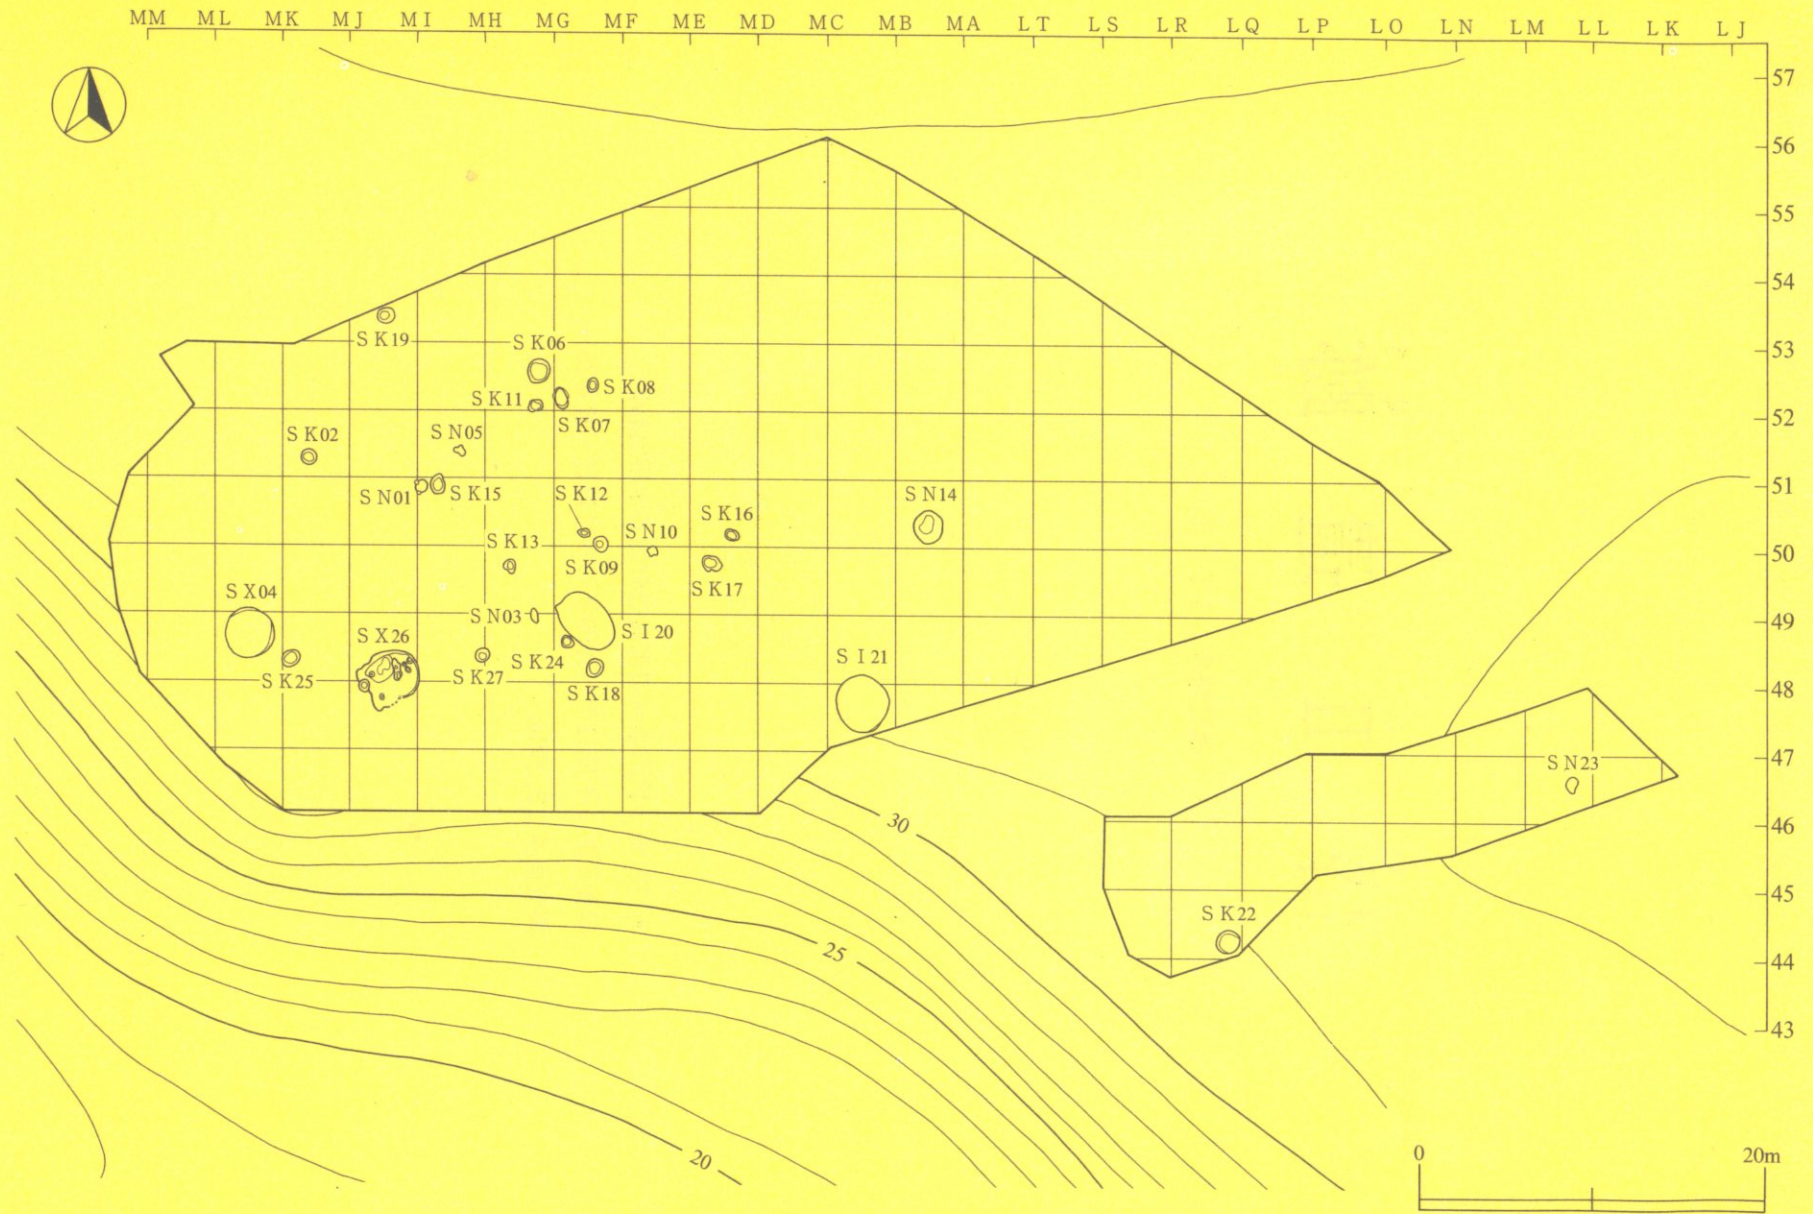 MM ML MK MJ MI MH MG MF ME MD MC MB MA LT LS LR LQ LP LO LN LM LL LK LJ
57
56
55
54
53
52
51
50
49
48
47
46
45
44
43
SK19
SK06
SK08
SK11
SK07
SK02
SN05
SN01
SK15
SK12
SK16
SN14
SN10
SK13
SK09
SK17
SX04
SN03
SI20
SX26
SK24
SI21
SK25
SK27
SK18
SN23
SK22
30
25
20
0 20m